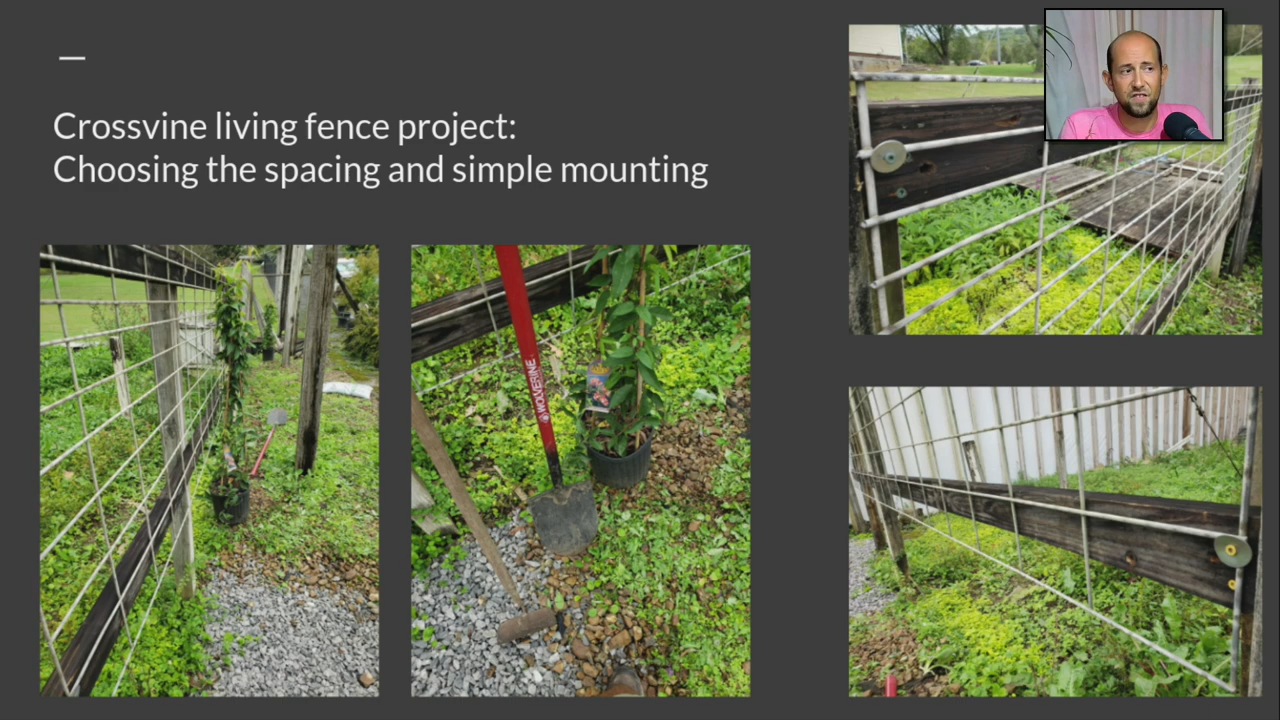 Crossvine living fence project:
Choosing the spacing and simple mounting
WOLVERINE